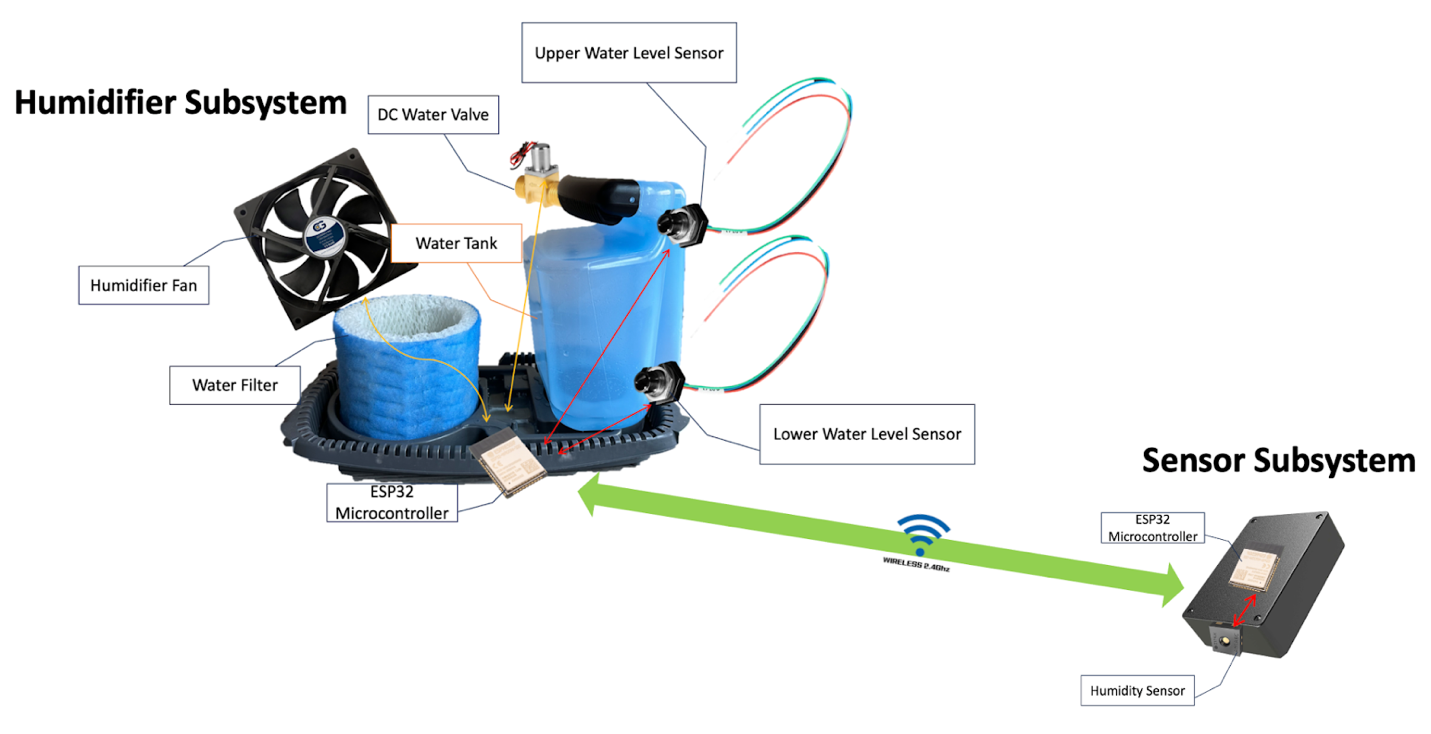 Humidifier Subsystem
Upper Water Level Sensor
DC Water Valve
Water Tank
Humidifier Fan
Water Filter
Lower Water Level Sensor
ESP32
Microcontroller
Sensor Subsystem
ESP32
Microcontroller
WIRELESS 2.4Ghz
Humidity Sensor